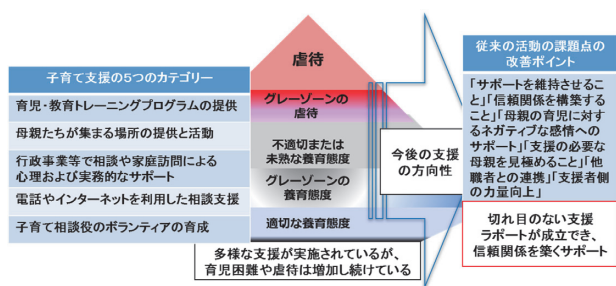 子育て支援の5つのカテゴリー
育児・教育トレーニングプログラムの提供
母親たちが集まる場所の提供と活動
行政事業等で相談や家庭訪問による
心理および実務的なサポート
電話やインターネットを利用した相談支援
子育て相談役のボランティアの育成
虐待
グレーゾーンの
虐待
不適切または
未熟な養育態度
グレーゾーンの
養育態度
適切な養育態度
多様な支援が実施されているが、
育児困難や虐待は増加し続けている
今後の支援
の方向性
従来の活動の課題点の
改善ポイント
「サポートを維持させるこ
と」「信頼関係を構築す
ること」「母親の育児に対す
るネガティブな感情への
サポート」「支援の必要な
母親を見極めること」「他
職者との連携」「支援者側
の力量向上」
切れ目のない支援
ラポートが成立でき、
信頼関係を築くサポート